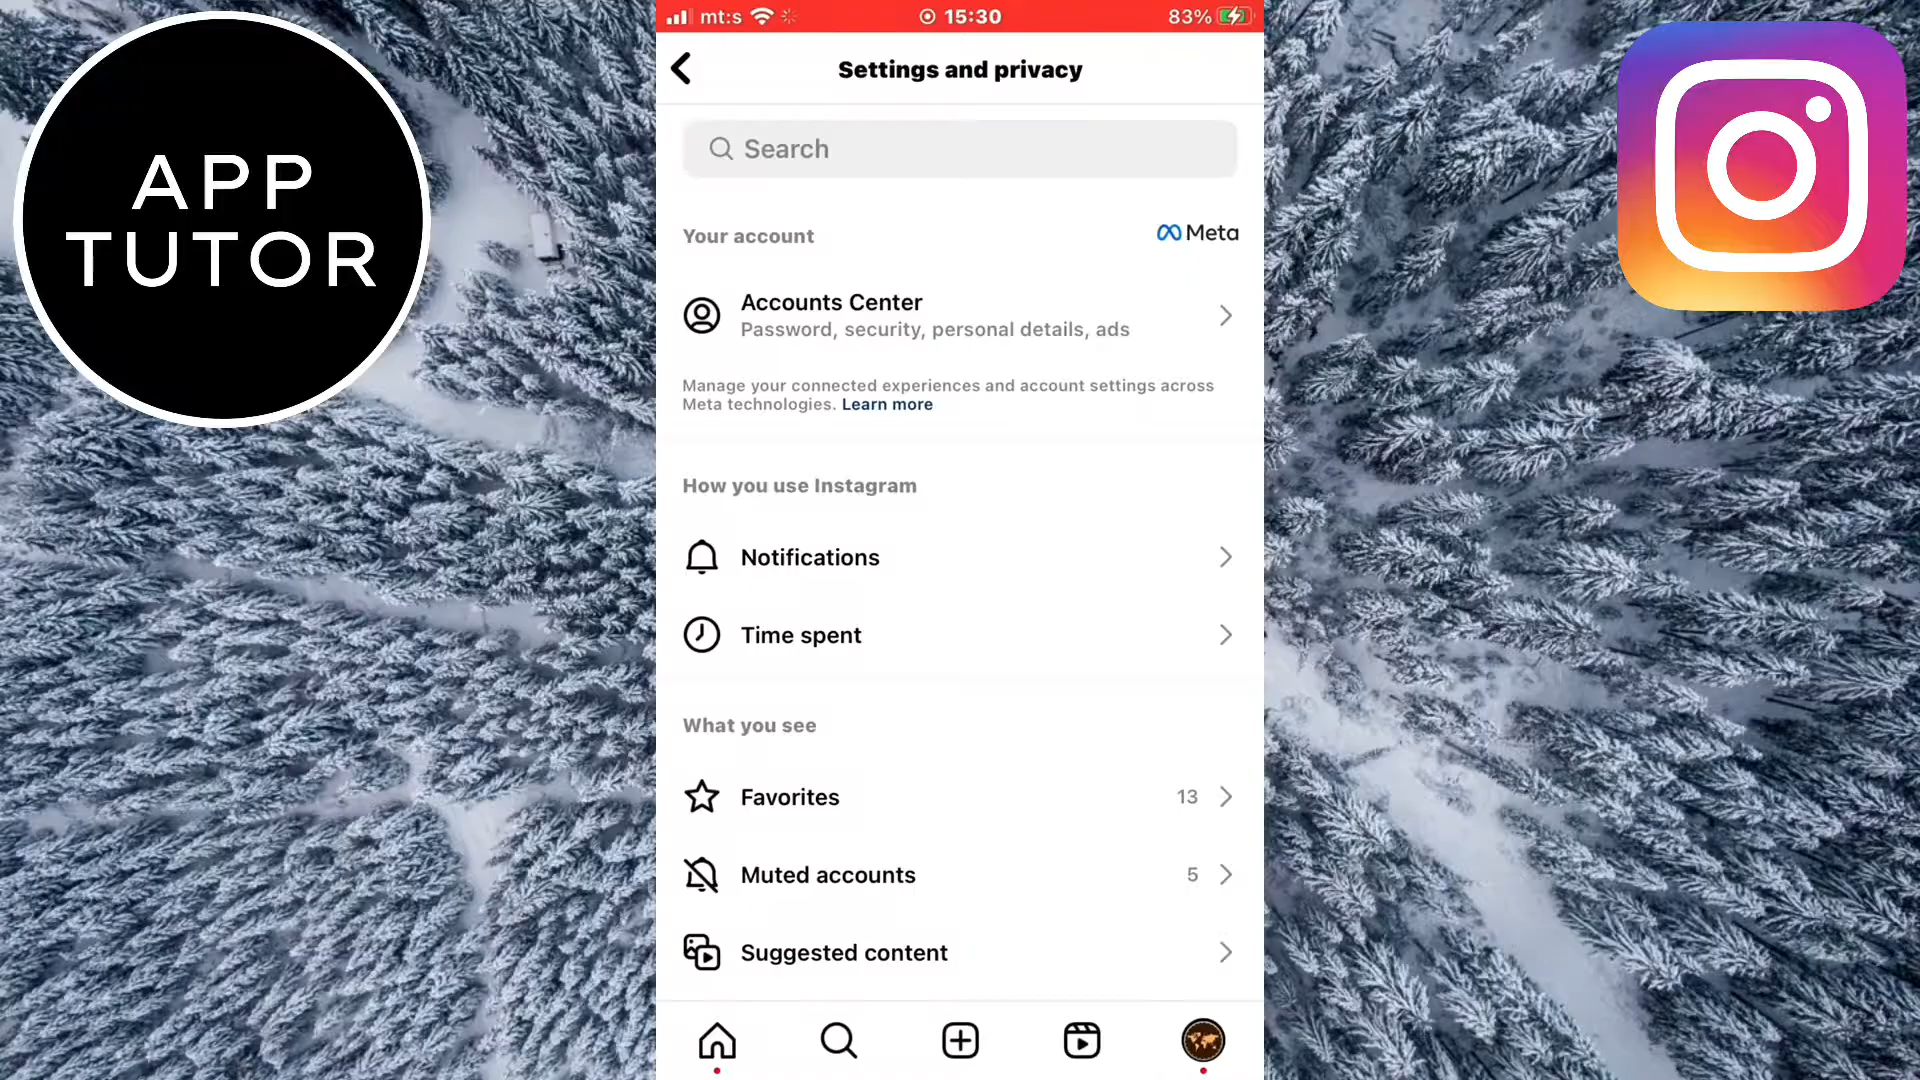 APP
TUTOR
mt:s
15:30
83%
Settings and privacy
Search
Your account
Meta
Accounts Center
Password, security, personal details, ads
Manage your connected experiences and account settings across
Meta technologies. Learn more
How you use Instagram
Notifications
Time spent
What you see
Favorites 13
Muted accounts 5
Suggested content